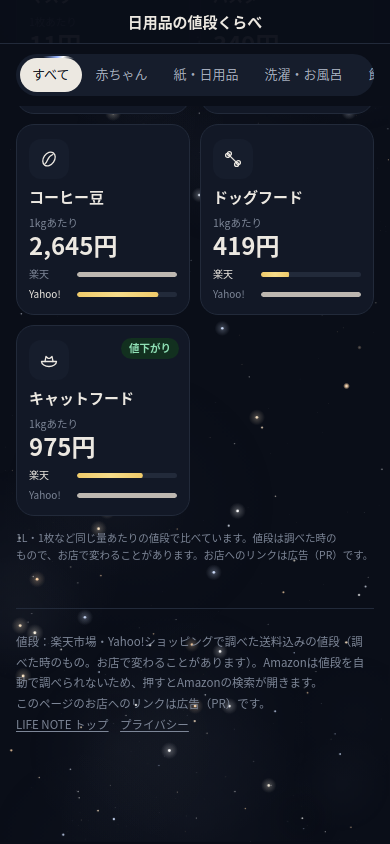 日用品の値段くらべ
すべて 赤ちゃん 紙・日用品 洗濯・お風呂
コーヒー豆
1kgあたり
2,645円
楽天
Yahoo!
ドッグフード
1kgあたり
419円
楽天
Yahoo!
値下がり
キャットフード
1kgあたり
975円
楽天
Yahoo!
1L・1枚など同じ量あたりの値段で比べています。値段は調べた時の
もので、お店で変わることがあります。お店へのリンクは広告（PR）です。
値段：楽天市場・Yahoo!ショッピングで調べた送料込みの値段（調
べた時のもの。お店で変わることがあります）。Amazonは値段を自
動で調べられないため、押すとAmazonの検索が開きます。
このページのお店へのリンクは広告（PR）です。
LIFE NOTE トップ プライバシー